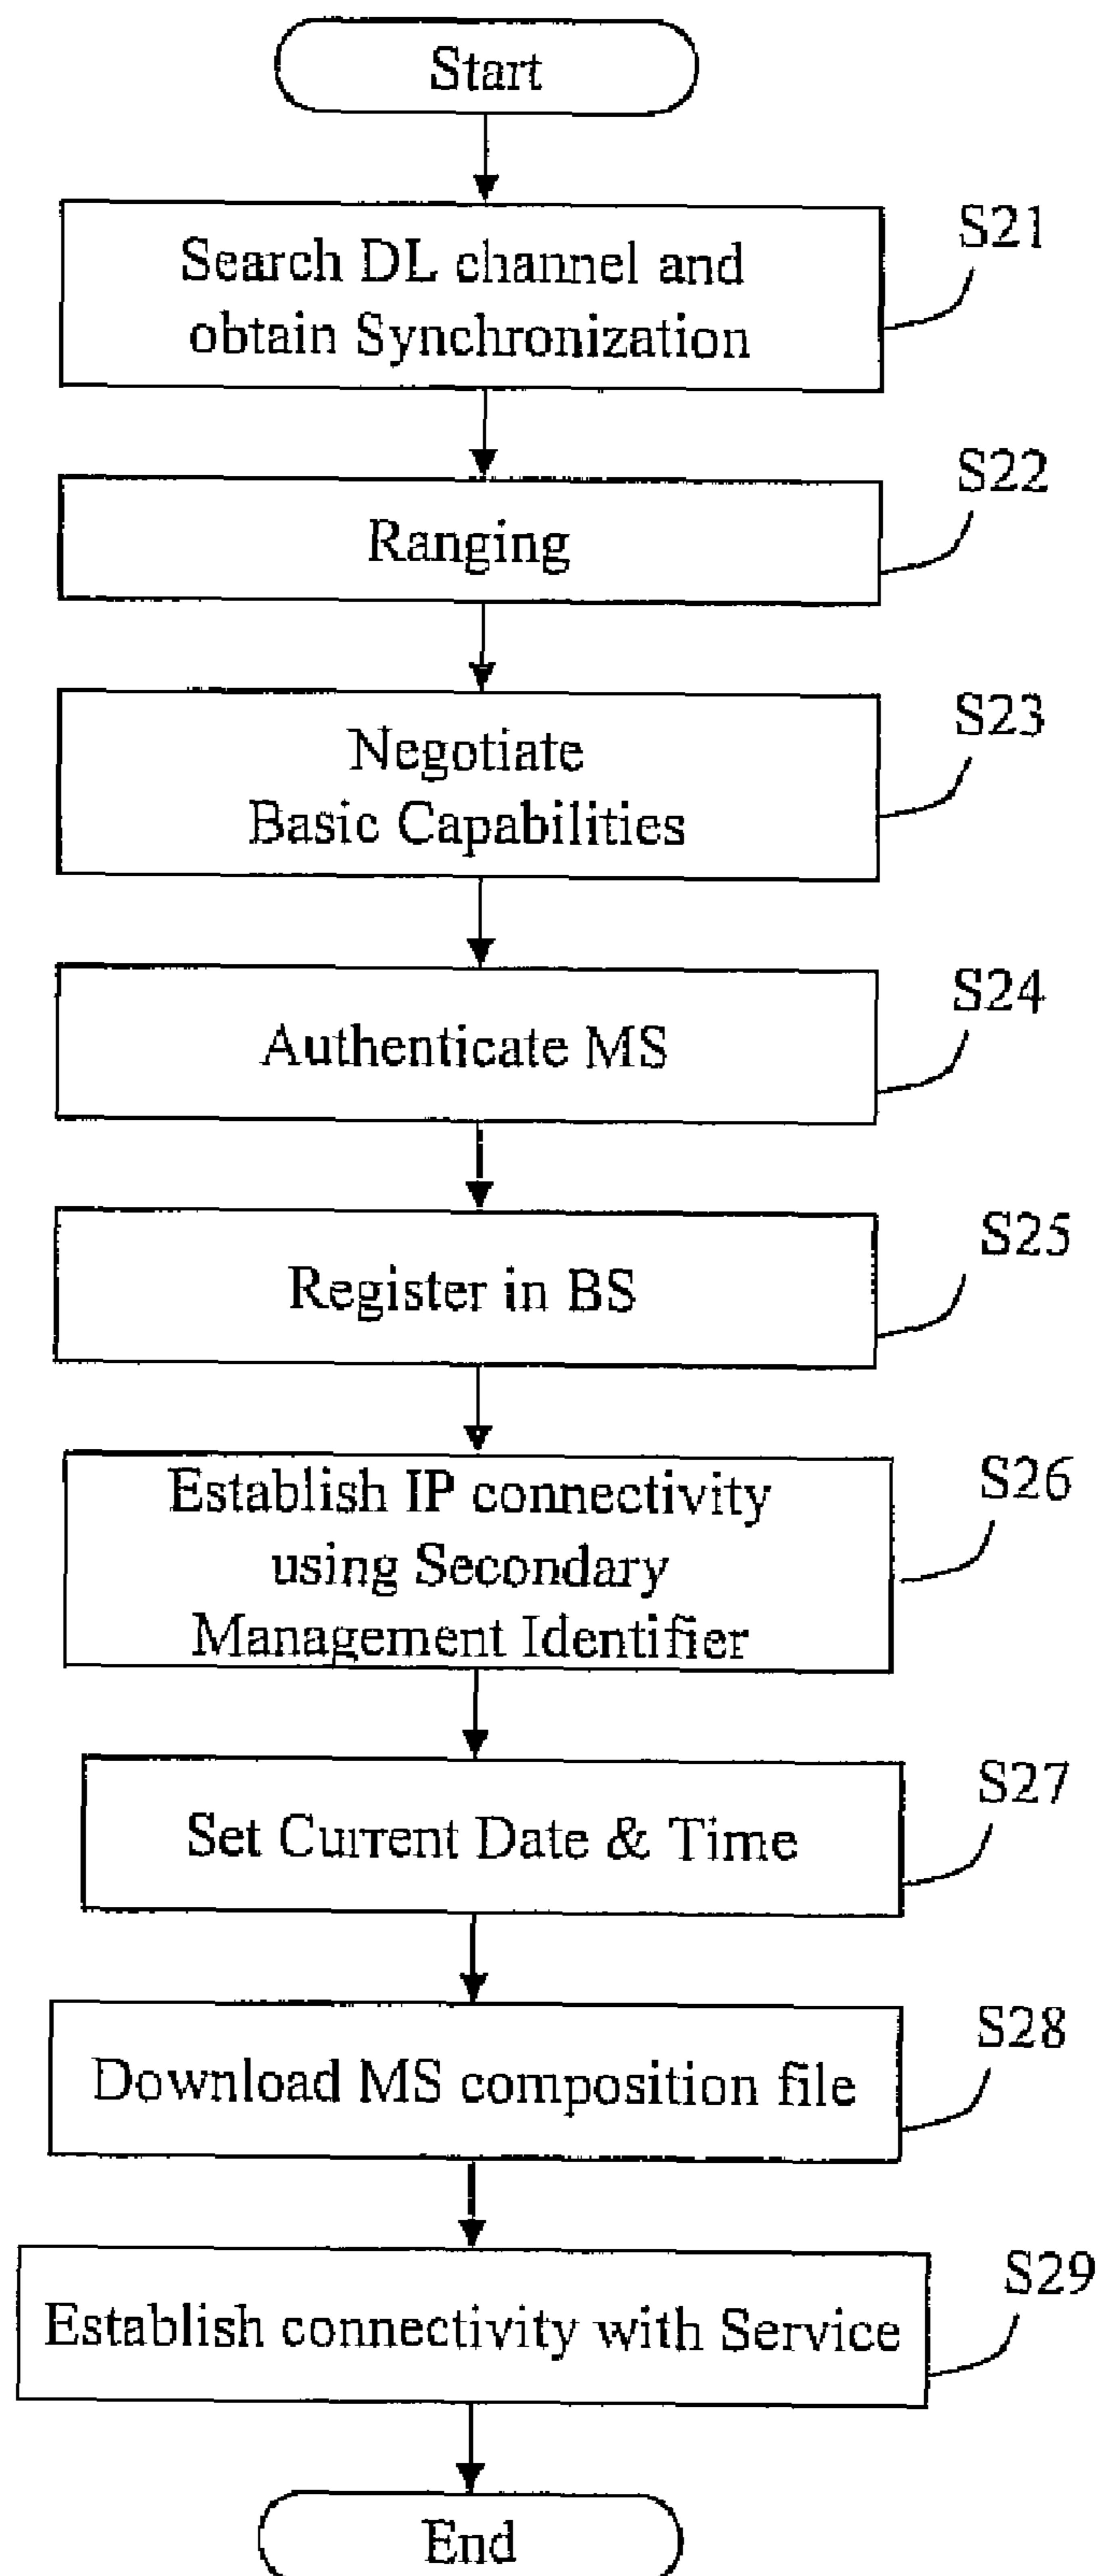 Start
Search DL channel and
obtain Synchronization
S21
Ranging
S22
Negotiate
Basic Capabilities
S23
Authenticate MS
S24
Register in BS
S25
Establish IP connectivity
using Secondary
Management Identifier
S26
Set Current Date & Time
S27
Download MS composition file
S28
Establish connectivity with Service
S29
End